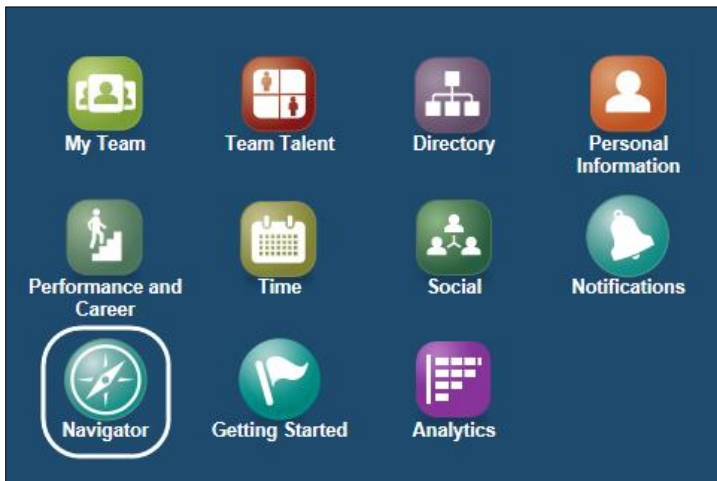 My Team
Team Talent
Directory
Personal
Information
Performance and
Career
Time
Social
Notifications
Navigator
Getting Started
Analytics